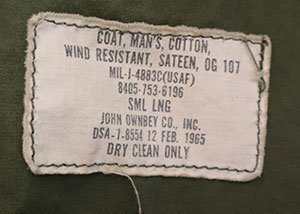 COAT, MAN'S, COTTON,
WIND RESISTANT, SATEEN, OG 107
MIL-J-4883C(USAF)
8405-753-6196
SML LNG
JOHN OWNBEY CO., INC.
DSA-1-8554 12 FEB. 1965
DRY CLEAN ONLY